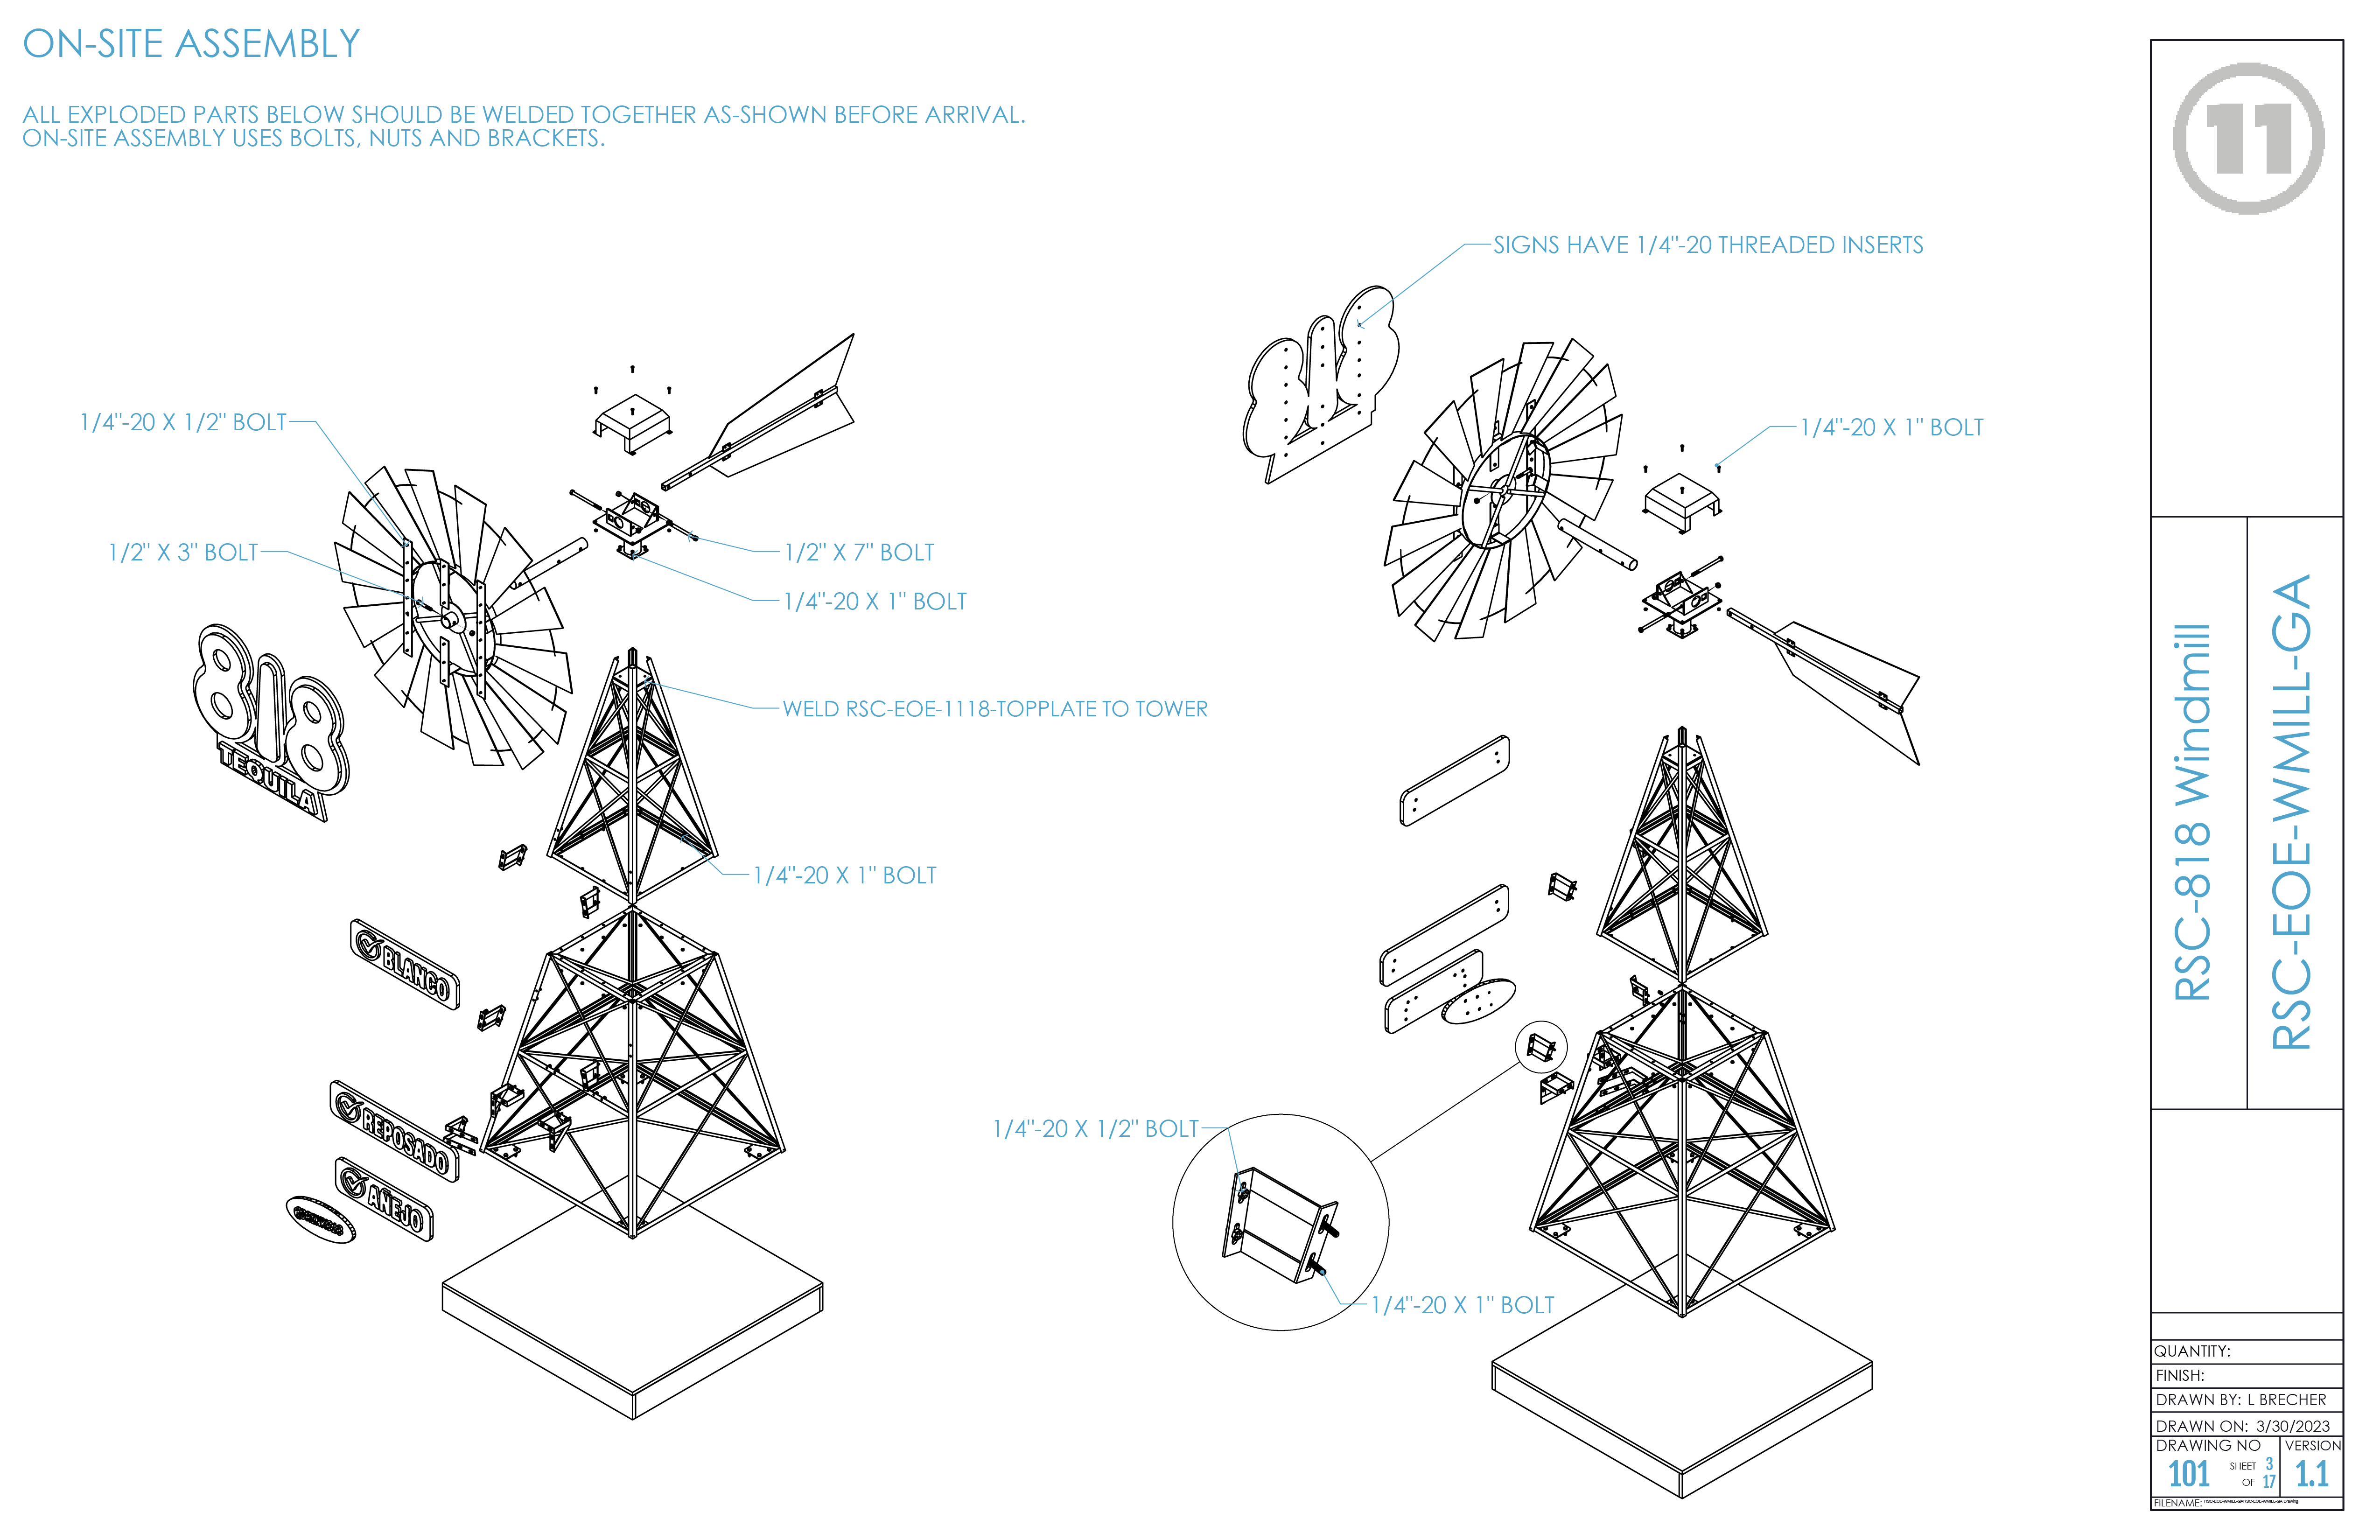 ON-SITE ASSEMBLY
ALL EXPLODED PARTS BELOW SHOULD BE WELDED TOGETHER AS-SHOWN BEFORE ARRIVAL.
ON-SITE ASSEMBLY USES BOLTS, NUTS AND BRACKETS.
1/4"-20 X 1/2" BOLT
1/2" X 3" BOLT
1/2" X 7" BOLT
1/4"-20 X 1" BOLT
WELD RSC-EOE-1118-TOPPLATE TO TOWER
1/4"-20 X 1" BOLT
818
TEQUILA
BLANCO
REPOSADO
AÑEJO
SIGNS HAVE 1/4"-20 THREADED INSERTS
1/4"-20 X 1" BOLT
1/4"-20 X 1/2" BOLT
1/4"-20 X 1" BOLT
11
RSC-818 Windmill
RSC-EOE-WMILL-GA
QUANTITY:
FINISH:
DRAWN BY: L BRECHER
DRAWN ON: 3/30/2023
DRAWING NO
101
SHEET 3
OF 17
VERSION
1.1
FILENAME: